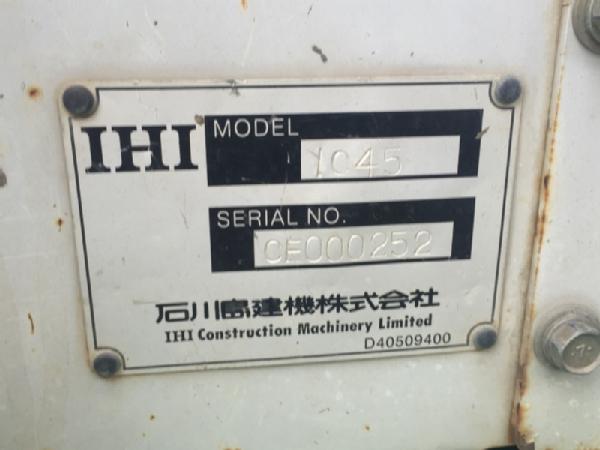 IHI
MODEL
IC45
SERIAL NO.
CE000252
石川島建機株式会社
IHI Construction Machinery Limited
D40509400